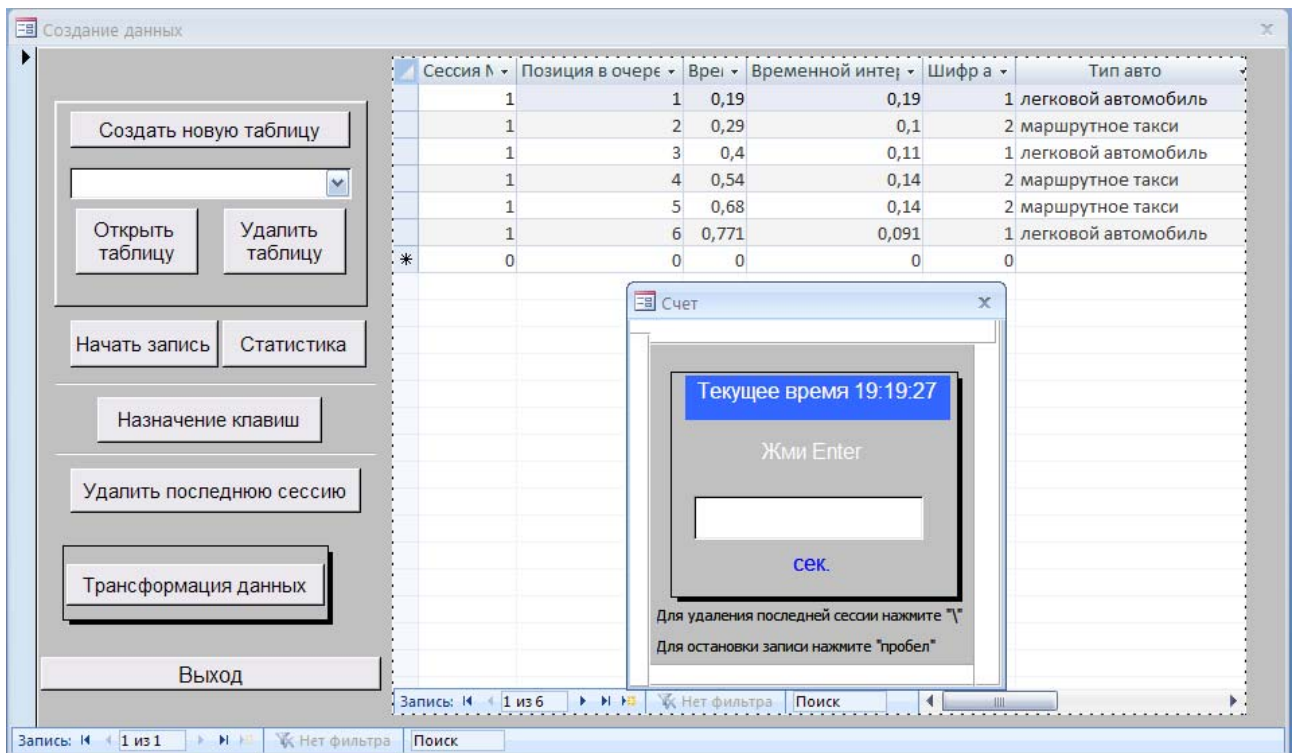 Создание данных
Создать новую таблицу
Открыть таблицу
Удалить таблицу
Начать запись
Статистика
Назначение клавиш
Удалить последнюю сессию
Трансформация данных
Выход
Сессия № Позиция в очере Врем Временной интер Шифр а Тип авто
1 1 0,19 0,19 1 легковой автомобиль
1 2 0,29 0,1 2 маршрутное такси
1 3 0,4 0,11 1 легковой автомобиль
1 4 0,54 0,14 2 маршрутное такси
1 5 0,68 0,14 2 маршрутное такси
1 6 0,771 0,091 1 легковой автомобиль
* 0 0 0 0 0
Счет
Текущее время 19:19:27
Жми Enter
сек.
Для удаления последней сессии нажмите "\"
Для остановки записи нажмите "пробел"
Запись: 1 из 6 Нет фильтра Поиск
Запись: 1 из 1 Нет фильтра Поиск